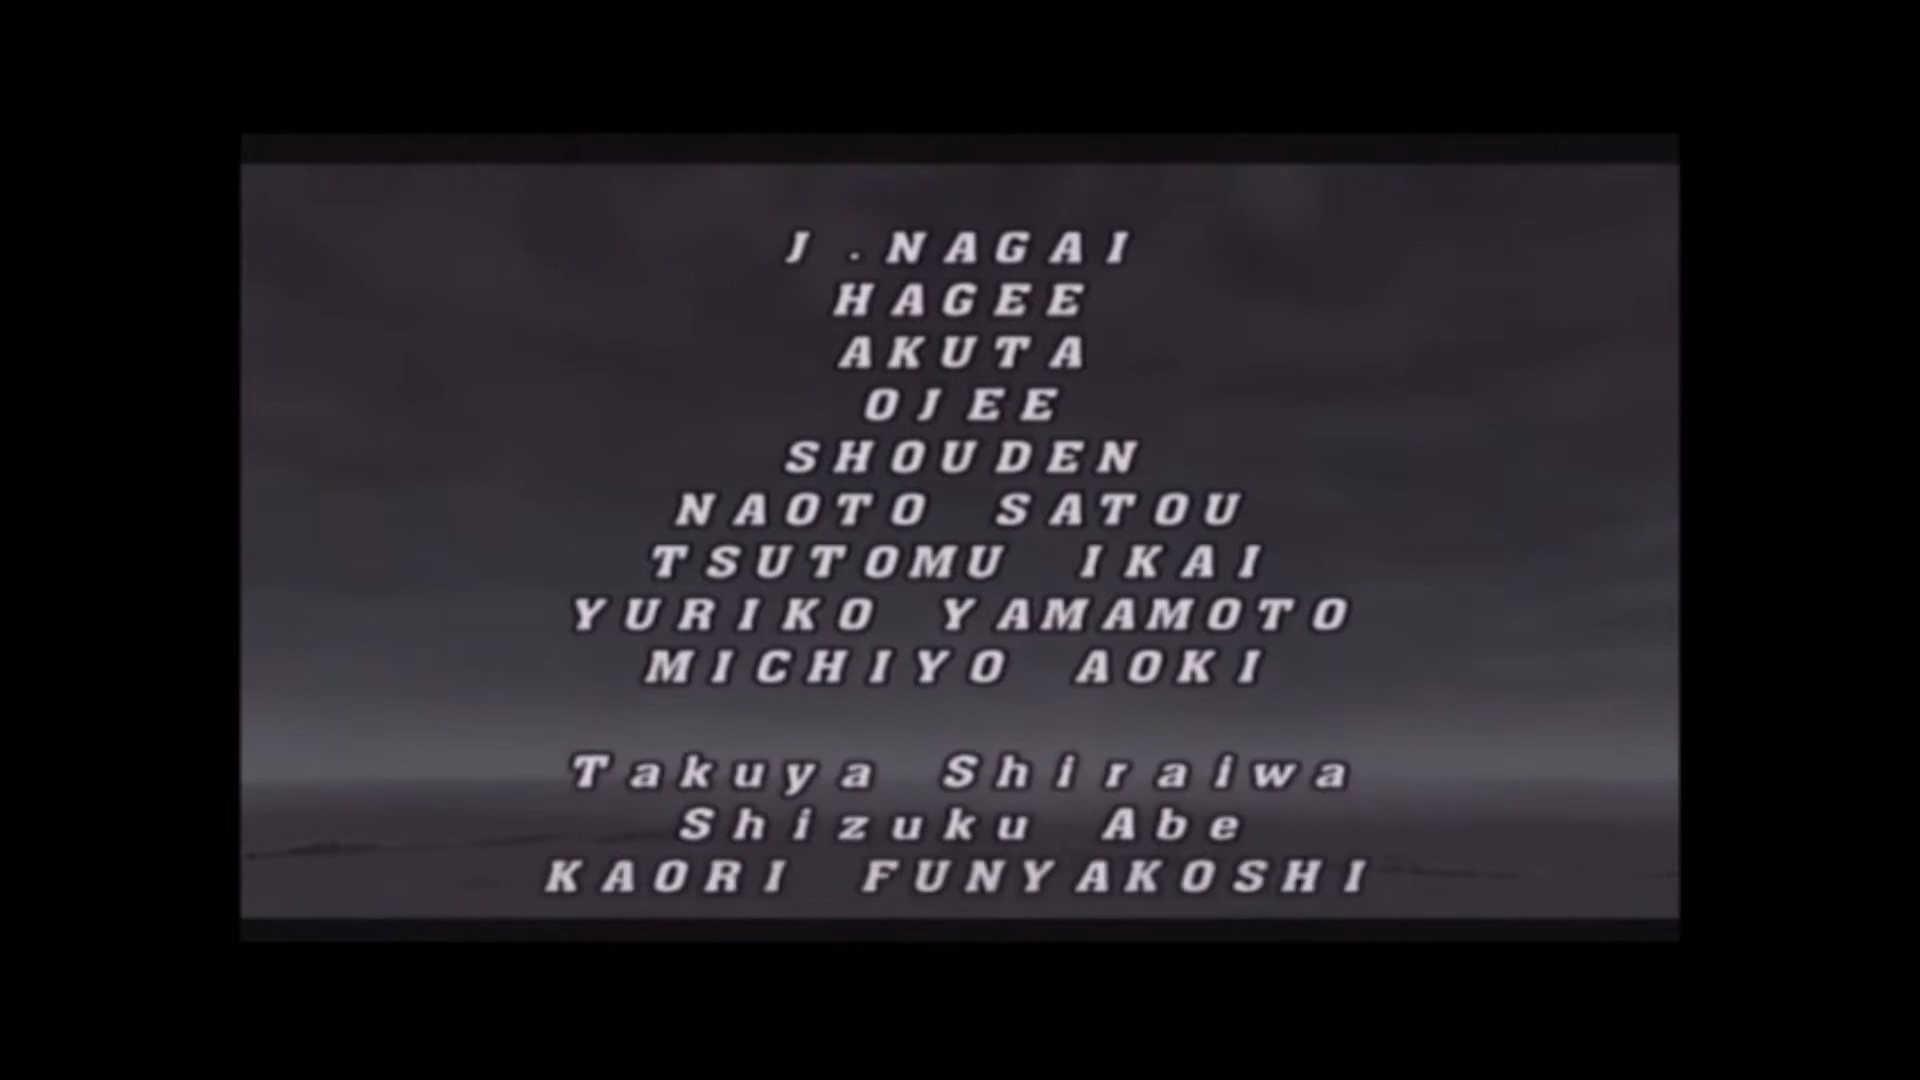 J.NAGAI
HAGEE
AKUTA
OJEE
SHOUDEN
NAOTO SATOU
TSUTOMU IKAI
YURIKO YAMAMOTO
MICHIYO AOKI
Takuya Shiraiwa
Shizuku Abe
KAORI FUNYAKOSHI